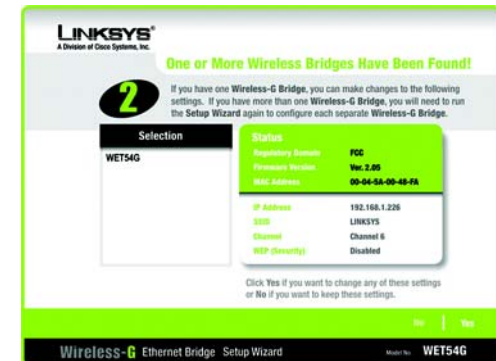 LINKSYS®
A Division of Cisco Systems, Inc.
One or More Wireless Bridges Have Been Found!
2
If you have one Wireless-G Bridge, you can make changes to the following
settings. If you have more than one Wireless-G Bridge, you will need to run
the Setup Wizard again to configure each separate Wireless-G Bridge.
Selection
WET54G
Status
Regulatory Domain FCC
Firmware Version Ver. 2.05
MAC Address 00-04-5A-00-48-FA
IP Address 192.168.1.226
SSID LINKSYS
Channel Channel 6
WEP (Security) Disabled
Click Yes if you want to change any of these settings
or No if you want to keep these settings.
No | Yes
Wireless-G Ethernet Bridge Setup Wizard Model No. WET54G